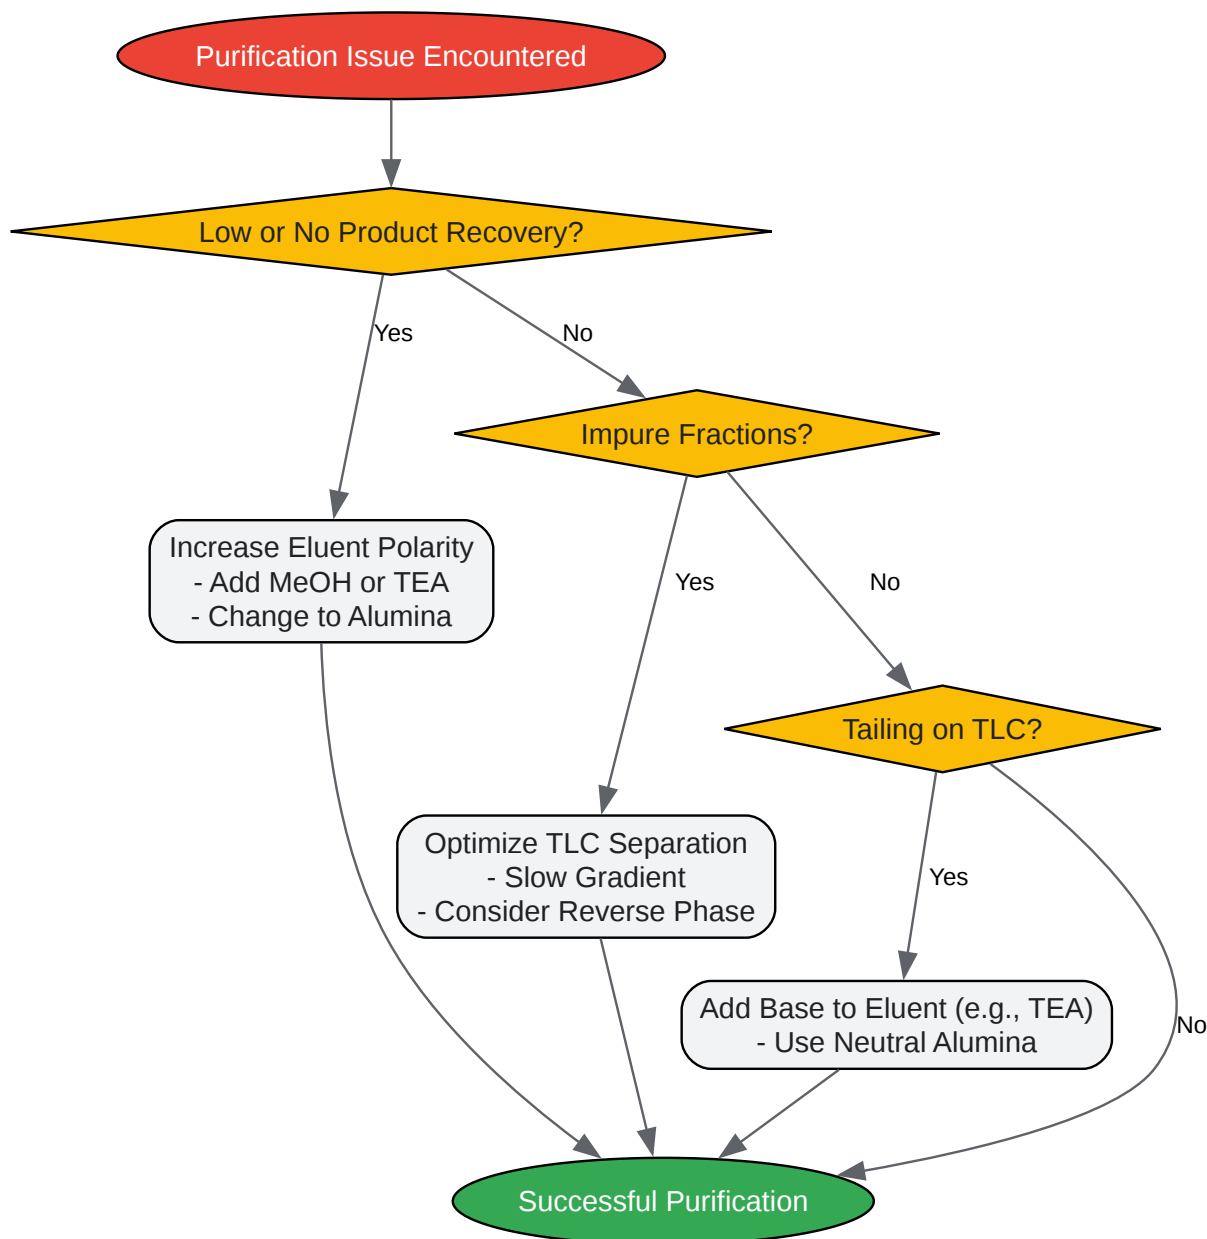 Purification Issue Encountered
Low or No Product Recovery?
Yes
No
Impure Fractions?
Increase Eluent Polarity
- Add MeOH or TEA
- Change to Alumina
Yes
No
Tailing on TLC?
Optimize TLC Separation
- Slow Gradient
- Consider Reverse Phase
Yes
Add Base to Eluent (e.g., TEA)
- Use Neutral Alumina
No
Successful Purification